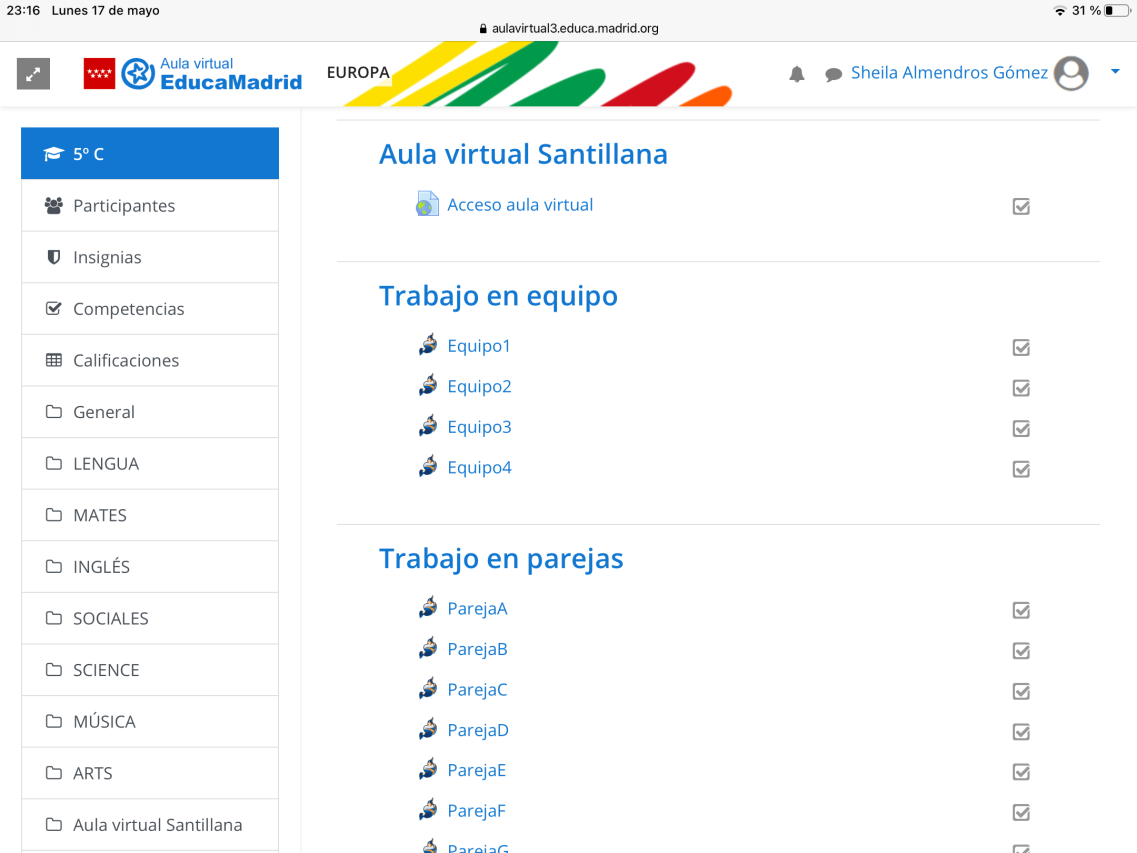 23:16 Lunes 17 de mayo
31 %
aulavirtual3.educa.madrid.org
Aula virtual
EducaMadrid
EUROPA
Sheila Almendros Gómez
5º C
Participantes
Insignias
Competencias
Calificaciones
General
LENGUA
MATES
INGLÉS
SOCIALES
SCIENCE
MÚSICA
ARTS
Aula virtual Santillana
Aula virtual Santillana
Acceso aula virtual
Trabajo en equipo
Equipo1
Equipo2
Equipo3
Equipo4
Trabajo en parejas
ParejaA
ParejaB
ParejaC
ParejaD
ParejaE
ParejaF
ParejaG